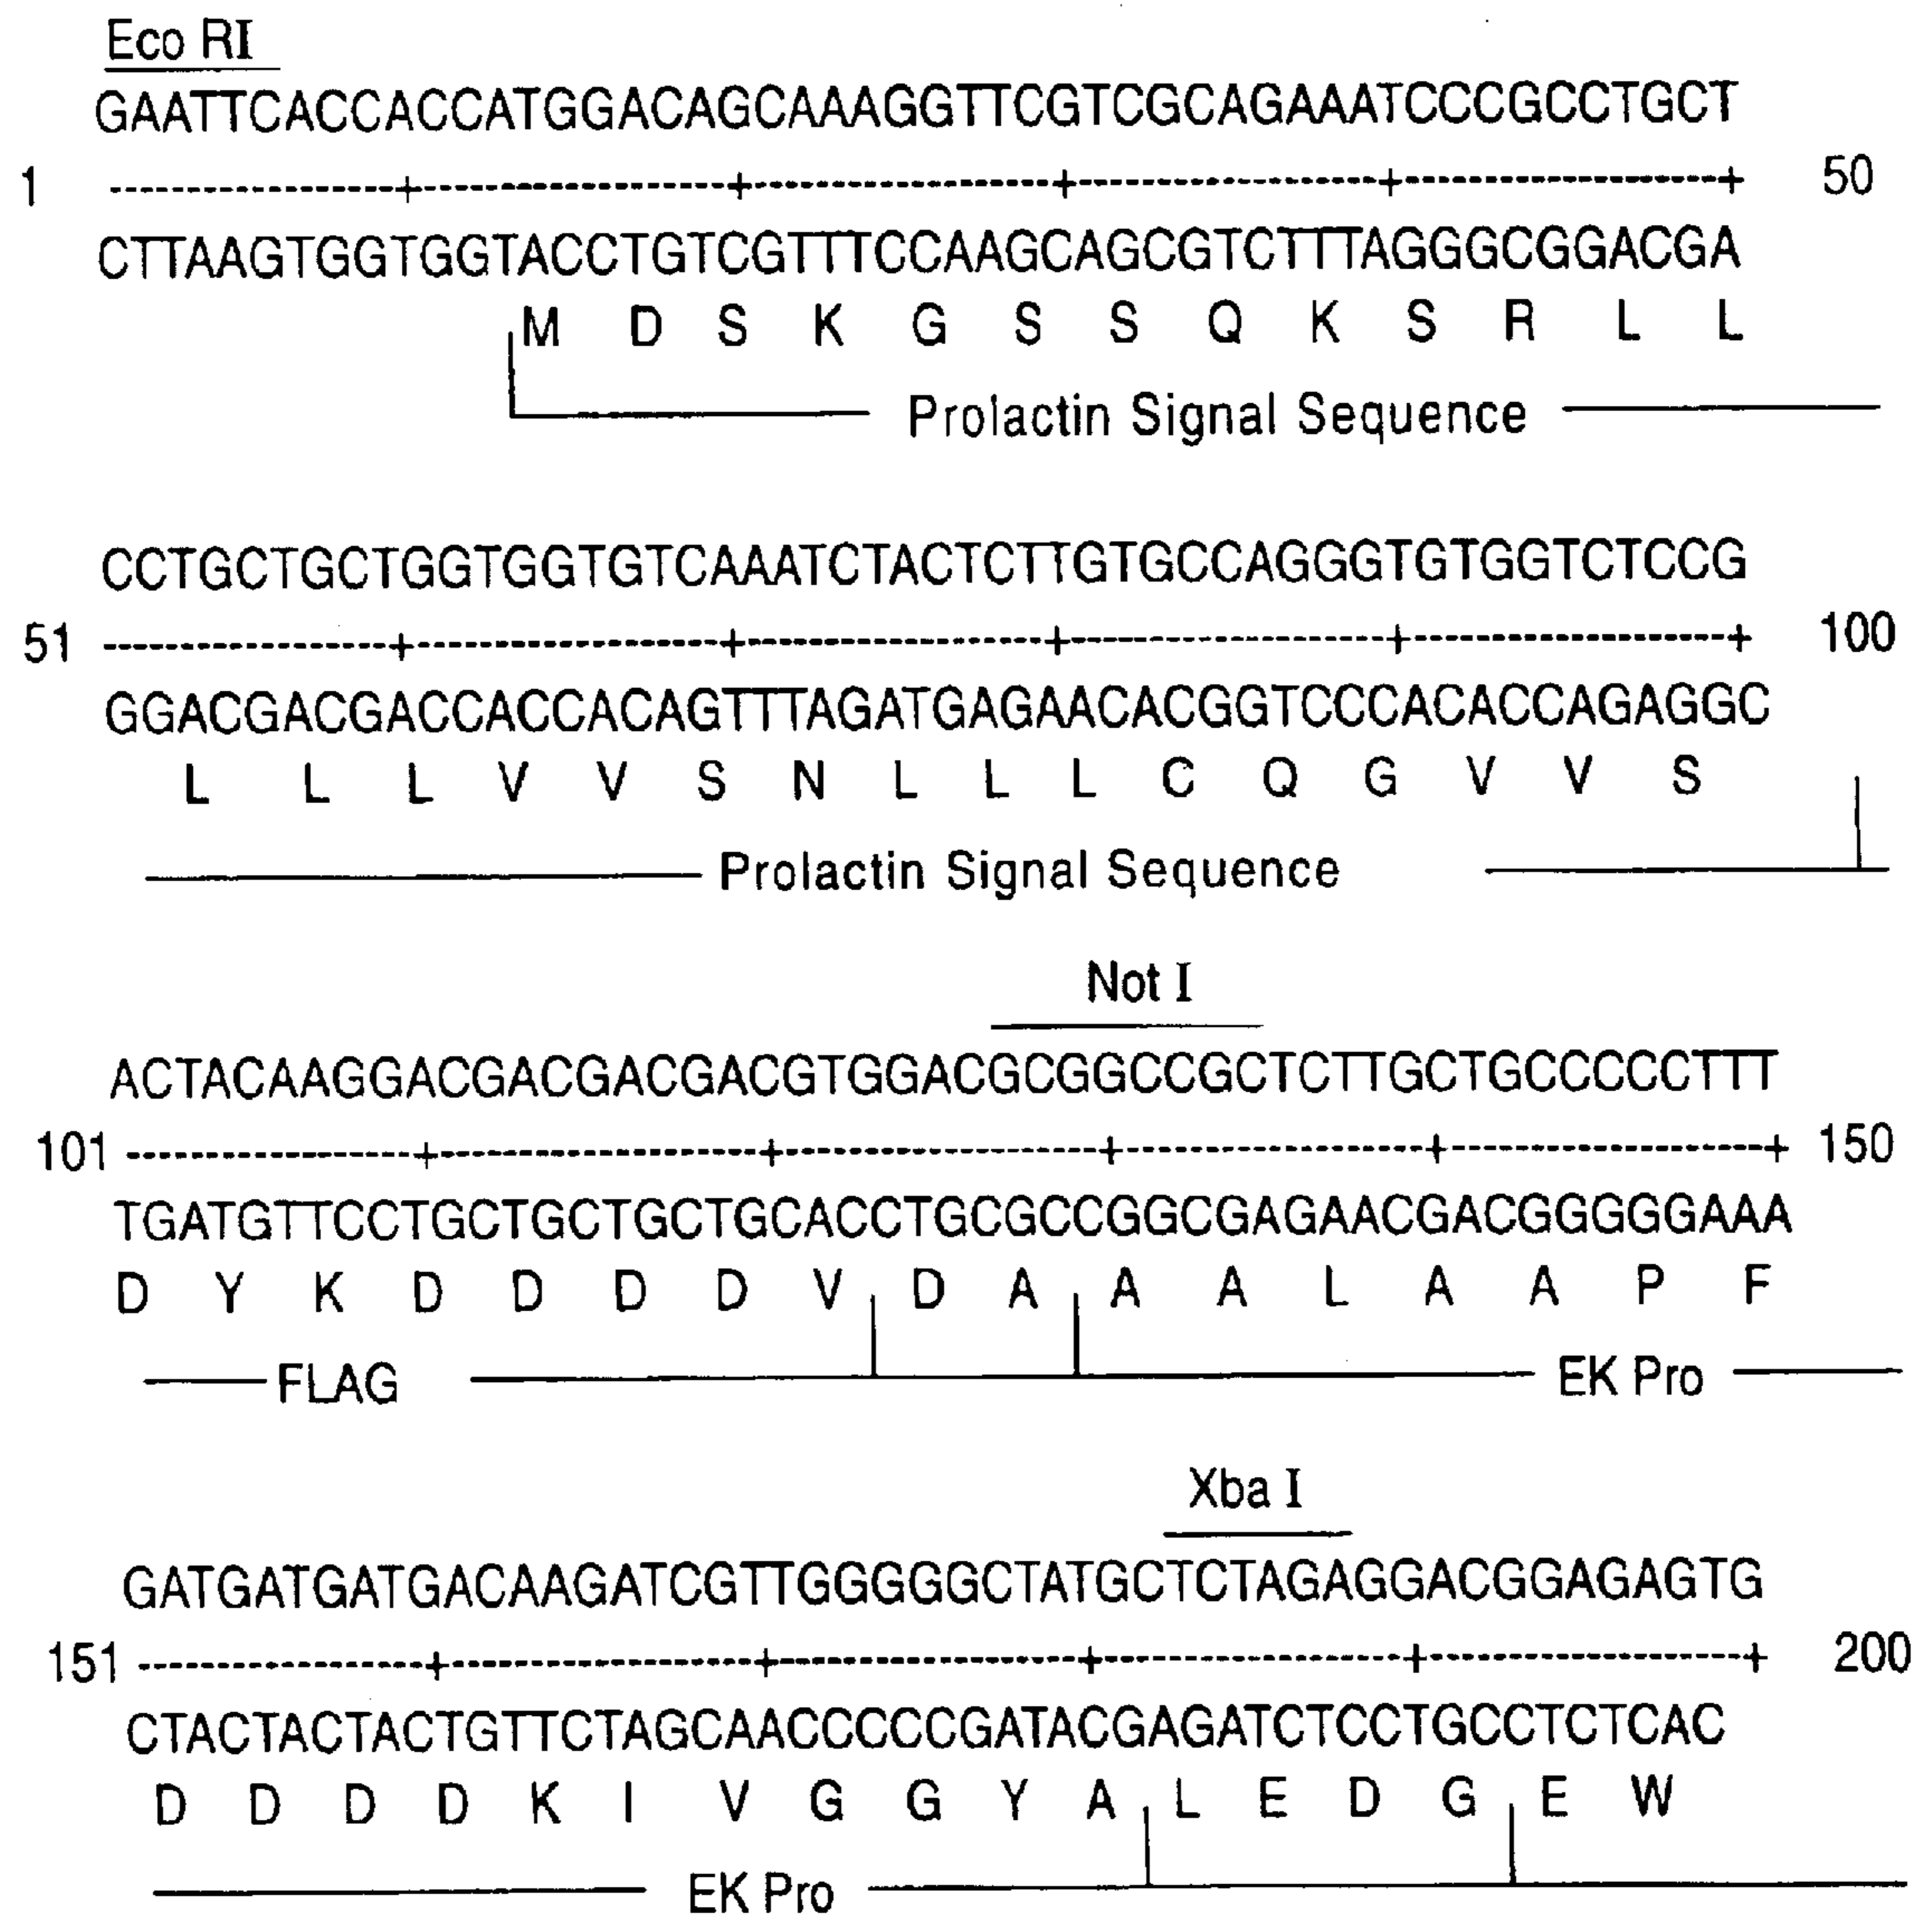 Eco RI
GAATTCACCACCATGGACAGCAAAGGTTCGTCGCAGAAATCCCGCCTGCT
1 ---------+---------+---------+---------+---------+ 50
CTTAAGTGGTGGTACCTGTCGTTTCCAAGCAGCGTCTTTAGGGCGGACGA
M D S K G S S Q K S R L L
Prolactin Signal Sequence
CCTGCTGCTGGTGGTGTCAAATCTACTCTTGTGCCAGGGTGTGGTCTCCG
51 ---------+---------+---------+---------+---------+ 100
GGACGACGACCACCACAGTTTAGATGAGAACACGGTCCCACACCAGAGGC
L L L V V S N L L L C Q G V V S
Prolactin Signal Sequence
Not I
ACTACAAGGACGACGACGACGTGGACGCGGCCGCTCTTGCTGCCCCCTTT
101 ---------+---------+---------+---------+---------+ 150
TGATGTTCCTGCTGCTGCTGCACCTGCGCCGGCGAGAACGACGGGGGAAA
D Y K D D D D V D A A A L A A P F
FLAG EK Pro
Xba I
GATGATGATGACAAGATCGTTGGGGGCTATGCTCTAGAGGACGGAGAGTG
151 ---------+---------+---------+---------+---------+ 200
CTACTACTACTGTTCTAGCAACCCCCGATACGAGATCTCCTGCCTCTCAC
D D D D K I V G G Y A L E D G E W
EK Pro